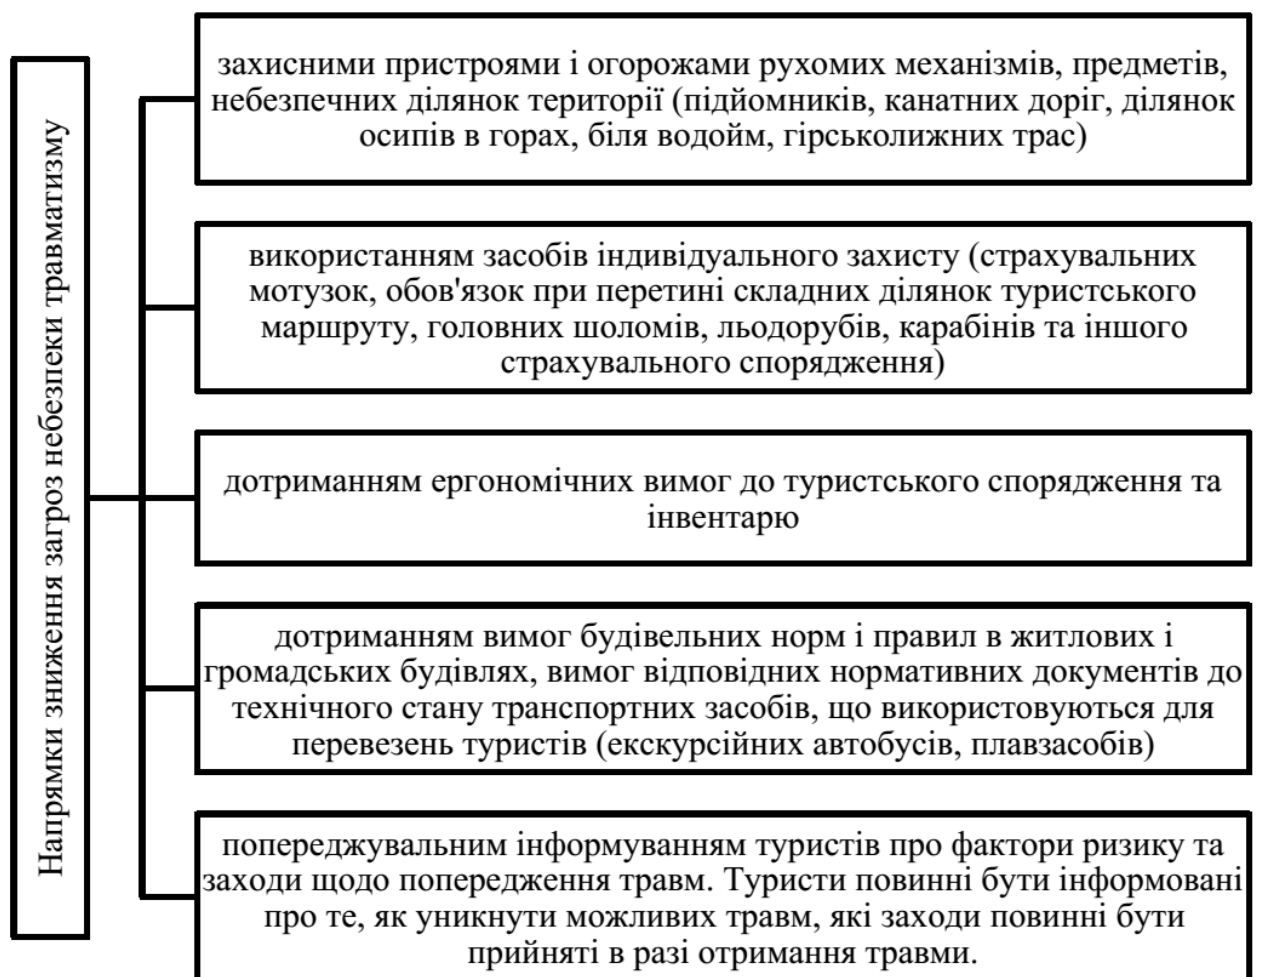 Напрямки зниження загроз небезпеки травматизму
захисними пристроями і огорожами рухомих механізмів, предметів,
небезпечних ділянок території (підйомників, канатних доріг, ділянок
осипів в горах, біля водойм, гірськолижних трас)
використанням засобів індивідуального захисту (страхувальних
мотузок, обов'язок при перетині складних ділянок туристського
маршруту, головних шоломів, льодорубів, карабінів та іншого
страхувального спорядження)
дотриманням ергономічних вимог до туристського спорядження та
інвентарю
дотриманням вимог будівельних норм і правил в житлових і
громадських будівлях, вимог відповідних нормативних документів до
технічного стану транспортних засобів, що використовуються для
перевезень туристів (екскурсійних автобусів, плавзасобів)
попереджувальним інформуванням туристів про фактори ризику та
заходи щодо попередження травм. Туристи повинні бути інформовані
про те, як уникнути можливих травм, які заходи повинні бути
прийняті в разі отримання травми.